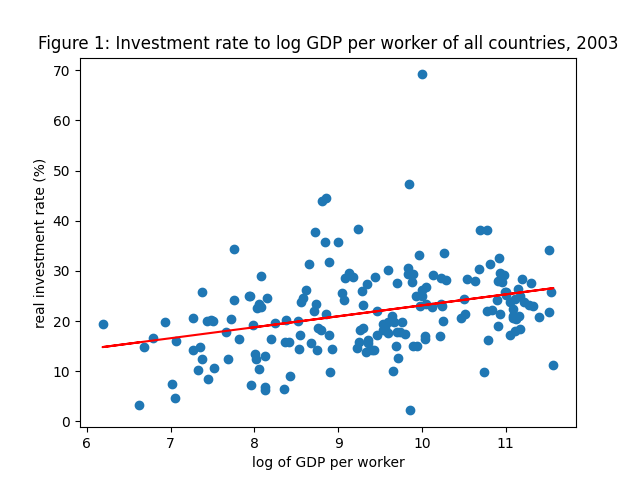 Figure 1: Investment rate to log GDP per worker of all countries, 2003
70
60
50
40
30
20
10
0
real investment rate (%)
6 7 8 9 10 11
log of GDP per worker